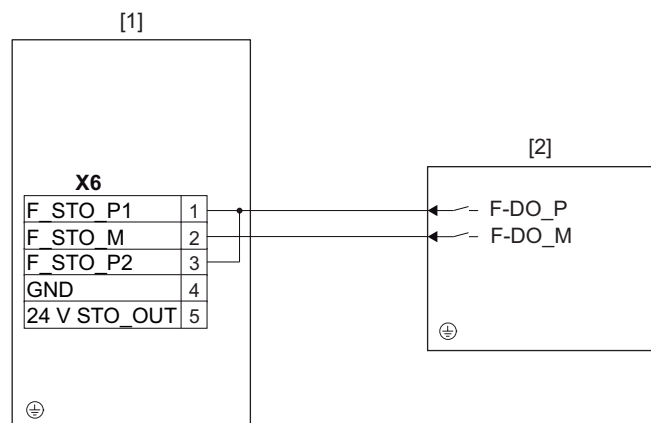 [1]
[2]
X6
F_STO_P1 1
F-DO_P
F_STO_M 2
F-DO_M
F_STO_P2 3
GND 4
24 V STO_OUT 5